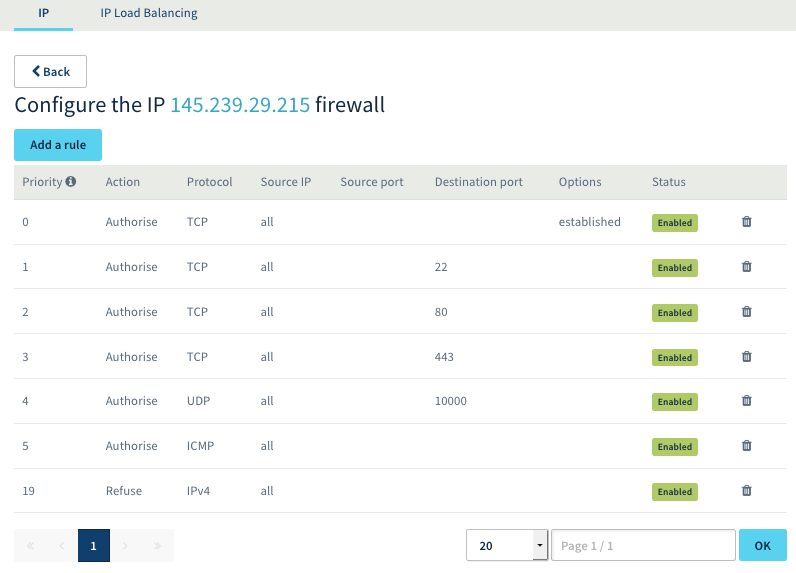 IP IP Load Balancing
Back
Configure the IP 145.239.29.215 firewall
Add a rule
Priority Action Protocol Source IP Source port Destination port Options Status
0 Authorise TCP all established Enabled
1 Authorise TCP all 22 Enabled
2 Authorise TCP all 80 Enabled
3 Authorise TCP all 443 Enabled
4 Authorise UDP all 10000 Enabled
5 Authorise ICMP all Enabled
19 Refuse IPv4 all Enabled
« ‹ 1 › » 20 Page 1 / 1 OK